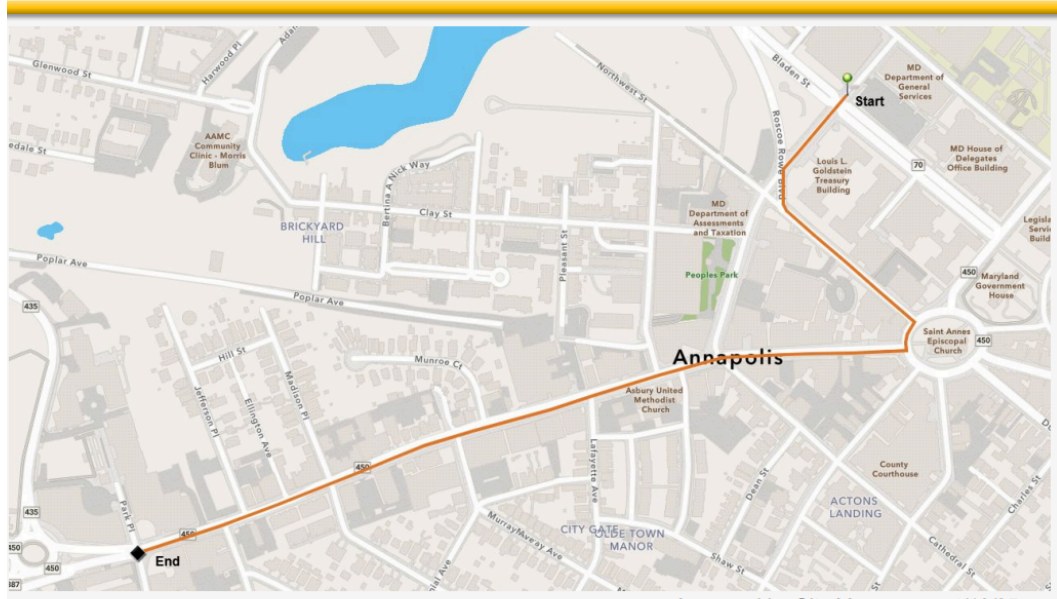 Glenwood St
Harwood Pl
Northwest St
Bladen St
MD
Department of
General
Services
Start
AAMC
Community
Clinic - Morris
Blum
edale St
Roscoe Rowe Blvd
Louis L.
Goldstein
Treasury
Building
70
MD House of
Delegates
Office Building
Bertina A Nick Way
Clay St
BRICKYARD
HILL
MD
Department of
Assessments
and Taxation
Pleasant St
Peoples Park
Poplar Ave
Poplar Ave
450
Maryland
Government
House
435
Saint Annes
Episcopal
Church
450
Annapolis
Hill St
Munroe Ct
Madison Pl
Jefferson Pl
Ellington Ave
Asbury United
Methodist
Church
Lafayette Ave
Dean St
County
Courthouse
450
ACTONS
LANDING
Charles St
Park Pl
435
450
CITY GATE
OLDE TOWN
MANOR
Shaw St
Cathedral St
450
450
387
End